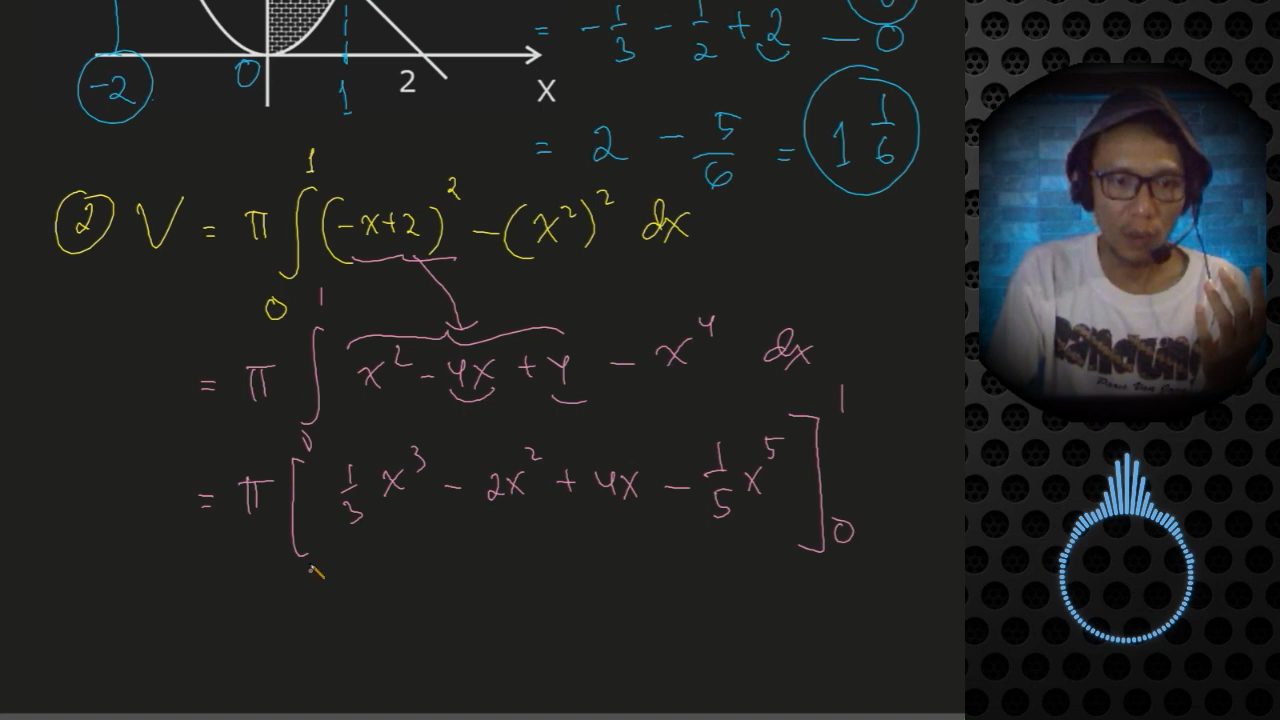 = -1/3 - 1/2 + 2 - 0
-2 0 1 2 X
= 2 - 5/6 = 1 1/6
② V = π ∫₀¹ (-x+2)² - (x²)² dx
= π ∫₀¹ x² - 4x + 4 - x⁴ dx
= π [ 1/3 x³ - 2x² + 4x - 1/5 x⁵ ]₀¹
Bandung